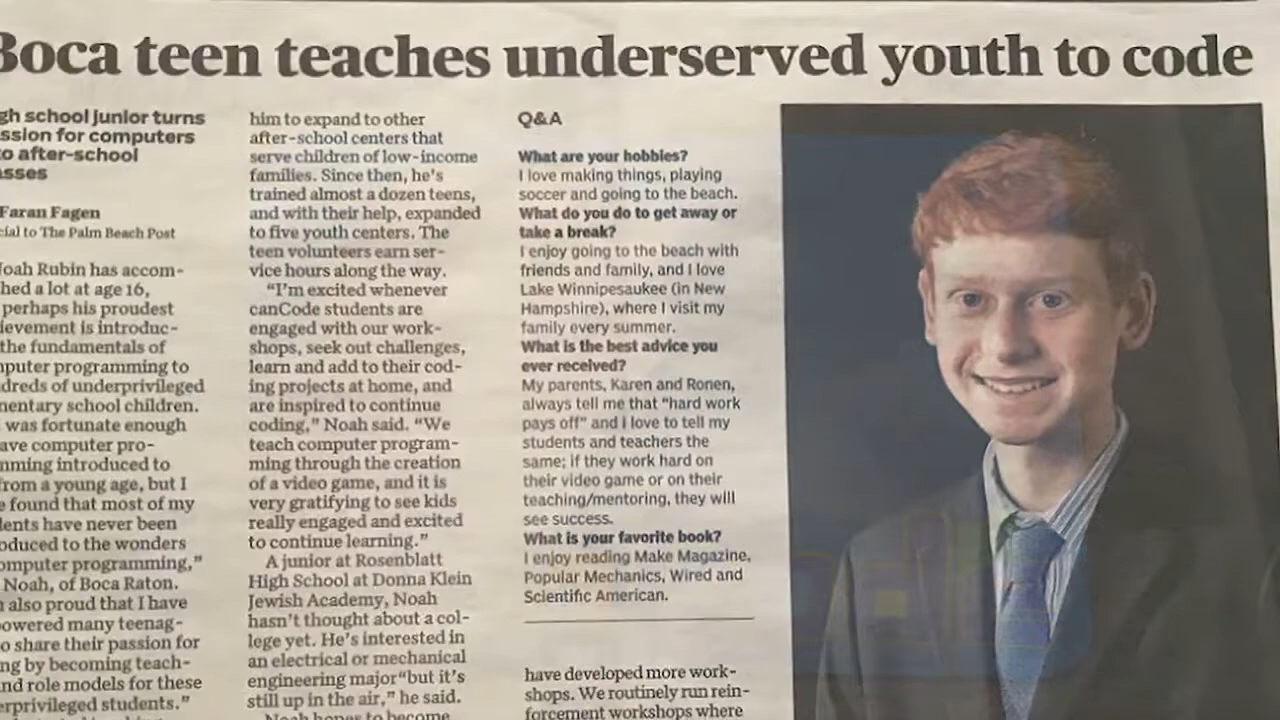 Boca teen teaches underserved youth to code
gh school junior turns
ssion for computers
o after-school
asses
Faran Fagen
cial to The Palm Beach Post
Noah Rubin has accom-
hed a lot at age 16,
perhaps his proudest
ievement is introduc-
the fundamentals of
mputer programming to
dreds of underprivileged
mentary school children.
was fortunate enough
ave computer pro-
mming introduced to
from a young age, but I
e found that most of my
dents have never been
oduced to the wonders
omputer programming,”
Noah, of Boca Raton.
also proud that I have
powered many teenag-
o share their passion for
ng by becoming teach-
nd role models for these
erprivileged students.”
him to expand to other
after-school centers that
serve children of low-income
families. Since then, he’s
trained almost a dozen teens,
and with their help, expanded
to five youth centers. The
teen volunteers earn ser-
vice hours along the way.
“I’m excited whenever
canCode students are
engaged with our work-
shops, seek out challenges,
learn and add to their cod-
ing projects at home, and
are inspired to continue
coding,” Noah said. “We
teach computer program-
ming through the creation
of a video game, and it is
very gratifying to see kids
really engaged and excited
to continue learning.”
A junior at Rosenblatt
High School at Donna Klein
Jewish Academy, Noah
hasn’t thought about a col-
lege yet. He’s interested in
an electrical or mechanical
engineering major“but it’s
still up in the air,” he said.
Noah hopes to become
Q&A
What are your hobbies?
I love making things, playing
soccer and going to the beach.
What do you do to get away or
take a break?
I enjoy going to the beach with
friends and family, and I love
Lake Winnipesaukee (in New
Hampshire), where I visit my
family every summer.
What is the best advice you
ever received?
My parents, Karen and Ronen,
always tell me that “hard work
pays off” and I love to tell my
students and teachers the
same; if they work hard on
their video game or on their
teaching/mentoring, they will
see success.
What is your favorite book?
I enjoy reading Make Magazine,
Popular Mechanics, Wired and
Scientific American.
have developed more work-
shops. We routinely run rein-
forcement workshops where